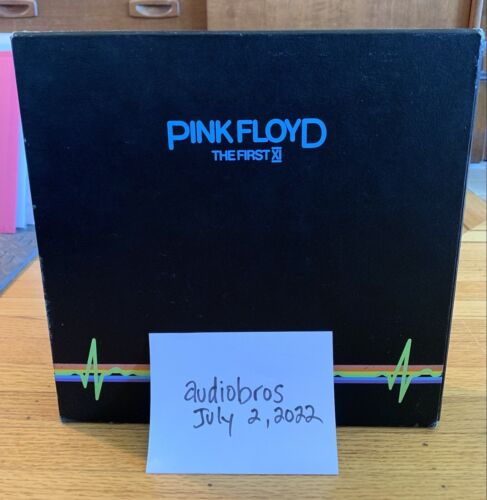 PINK FLOYD
THE FIRST XI
audiobros
July 2, 2022